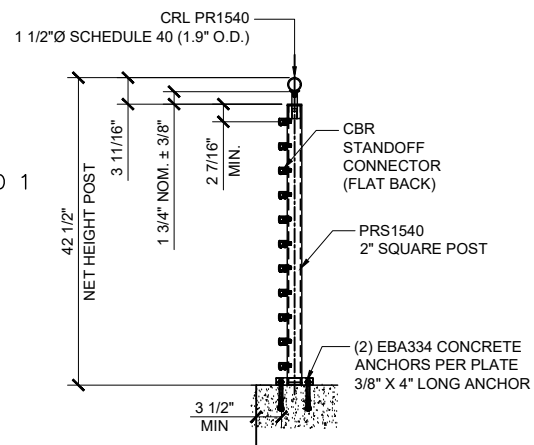 CRL PR1540
1 1/2"Ø SCHEDULE 40 (1.9" O.D.)
3 11/16"
1 3/4" NOM. ± 3/8"
2 7/16"
MIN.
CBR
STANDOFF
CONNECTOR
(FLAT BACK)
0 1
42 1/2"
NET HEIGHT POST
PRS1540
2" SQUARE POST
(2) EBA334 CONCRETE
ANCHORS PER PLATE
3/8" X 4" LONG ANCHOR
3 1/2"
MIN